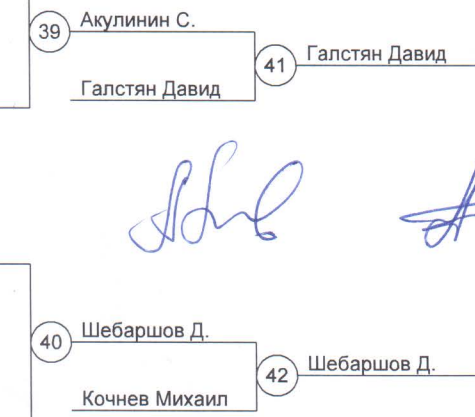 39 Акулинин С.
41 Галстян Давид
Галстян Давид
40 Шебаршов Д.
42 Шебаршов Д.
Кочнев Михаил